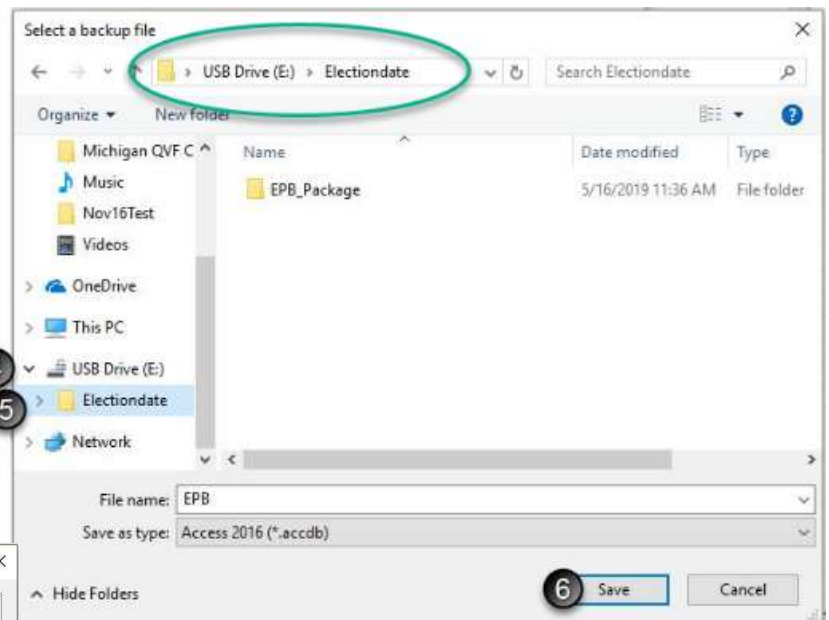 Select a backup file
USB Drive (E:) > Electiondate
Search Electiondate
Organize
New folder
Name
Date modified
Type
Michigan QVF C
EPB_Package
5/16/2019 11:36 AM
File folder
Music
Nov16Test
Videos
OneDrive
This PC
USB Drive (E:)
5
Electiondate
Network
File name: EPB
Save as type: Access 2016 (*.accdb)
Hide Folders
6
Save
Cancel